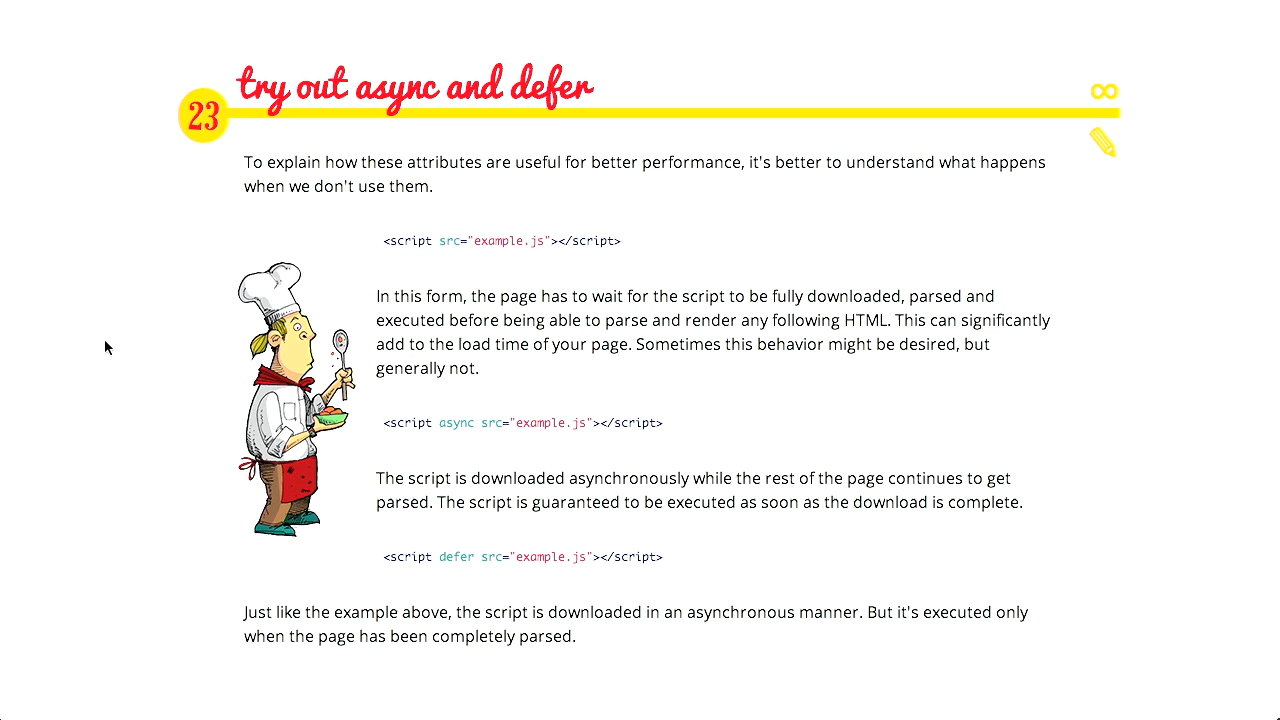 try out async and defer
23
To explain how these attributes are useful for better performance, it's better to understand what happens
when we don't use them.
<script src="example.js"></script>
In this form, the page has to wait for the script to be fully downloaded, parsed and
executed before being able to parse and render any following HTML. This can significantly
add to the load time of your page. Sometimes this behavior might be desired, but
generally not.
<script async src="example.js"></script>
The script is downloaded asynchronously while the rest of the page continues to get
parsed. The script is guaranteed to be executed as soon as the download is complete.
<script defer src="example.js"></script>
Just like the example above, the script is downloaded in an asynchronous manner. But it's executed only
when the page has been completely parsed.